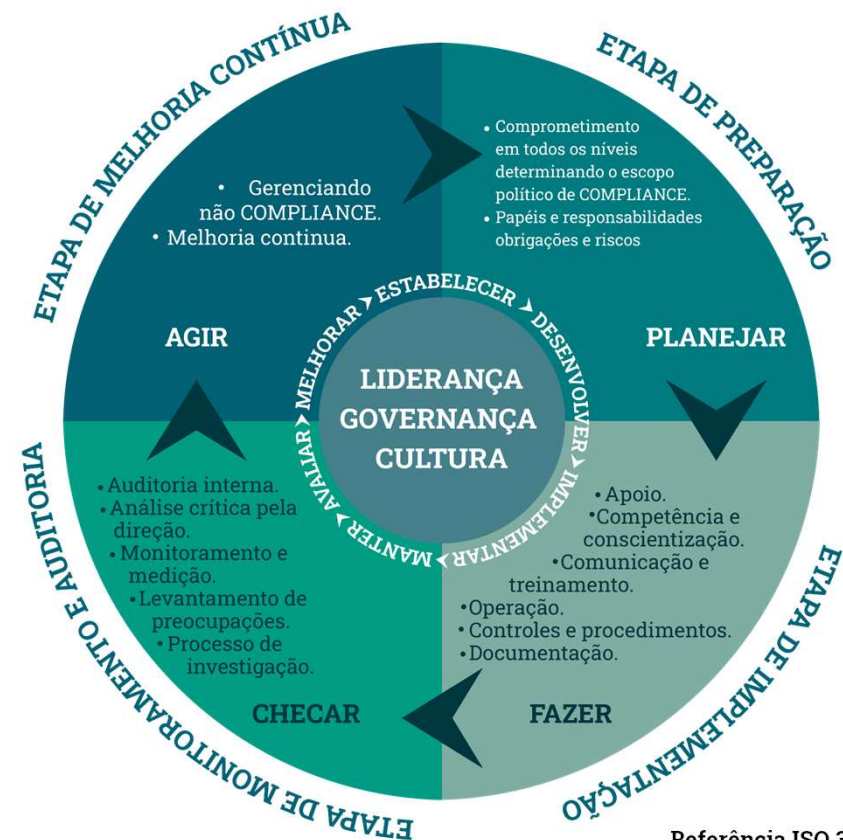 ETAPA DE MELHORIA CONTÍNUA
ETAPA DE PREPARAÇÃO
• Gerenciando
não COMPLIANCE.
• Melhoria continua.
AGIR
• Comprometimento
em todos os níveis
determinando o escopo
político de COMPLIANCE.
• Papéis e responsabilidades
obrigações e riscos
PLANEJAR
ESTABELECER
DESENVOLVER
IMPLEMENTAR
MANTER
AVALIAR
MELHORAR
LIDERANÇA
GOVERNANÇA
CULTURA
• Apoio.
• Competência e
conscientização.
• Comunicação e
treinamento.
• Operação.
• Controles e procedimentos.
• Documentação.
FAZER
ETAPA DE IMPLEMENTAÇÃO
• Auditoria interna.
• Análise crítica pela
direção.
• Monitoramento e
medição.
• Levantamento de
preocupações.
• Processo de
investigação.
CHECAR
ETAPA DE MONITORAMENTO E AUDITORIA
Referência ISO